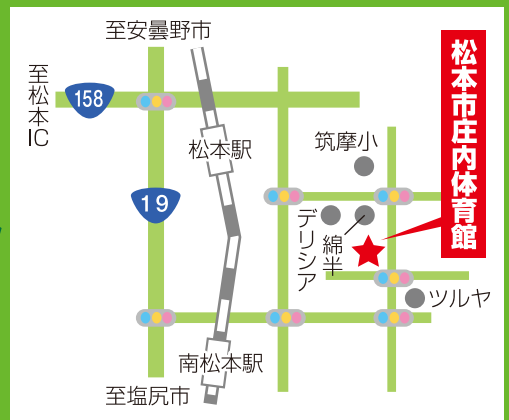 至安曇野市
至松本IC
158
松本駅
筑摩小
松本市庄内体育館
19
デリシア
綿半
ツルヤ
南松本駅
至塩尻市